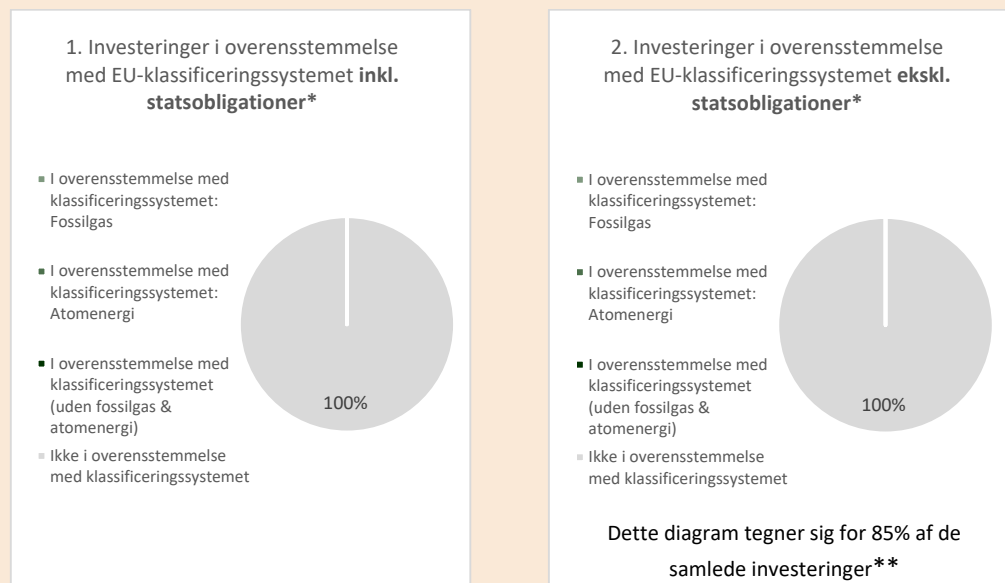 1. Investeringer i overensstemmelse
med EU-klassificeringssystemet inkl.
statsobligationer*
I overensstemmelse med
klassificeringssystemet:
Fossilgas
I overensstemmelse med
klassificeringssystemet:
Atomenergi
I overensstemmelse med
klassificeringssystemet
(uden fossilgas &
atomenergi)
Ikke i overensstemmelse
med klassificeringssystemet
100%
2. Investeringer i overensstemmelse
med EU-klassificeringssystemet ekskl.
statsobligationer*
I overensstemmelse med
klassificeringssystemet:
Fossilgas
I overensstemmelse med
klassificeringssystemet:
Atomenergi
I overensstemmelse med
klassificeringssystemet
(uden fossilgas &
atomenergi)
Ikke i overensstemmelse
med klassificeringssystemet
100%
Dette diagram tegner sig for 85% af de
samlede investeringer**